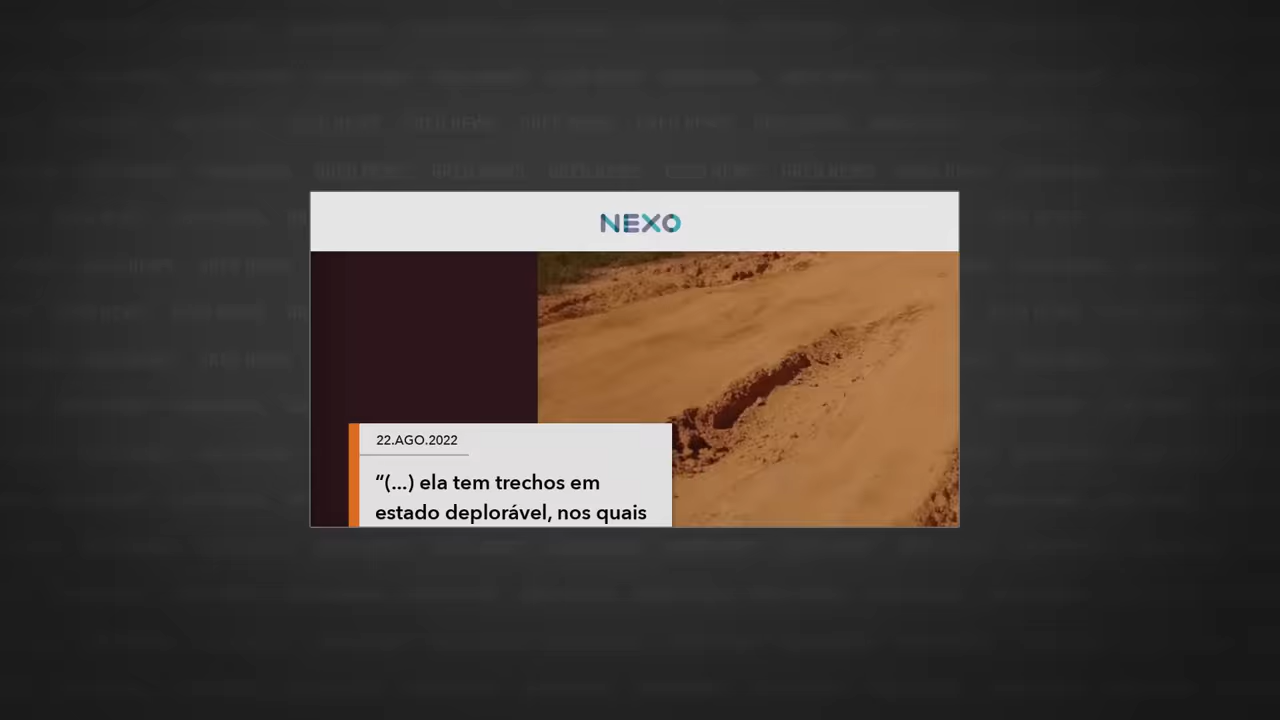 NEXO
22.AGO.2022
"(...) ela tem trechos em
estado deplorável, nos quais